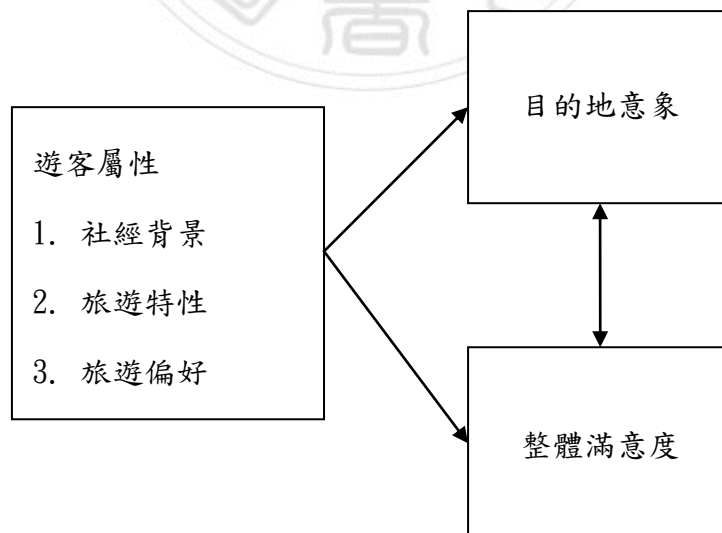 目的地意象
遊客屬性
1. 社經背景
2. 旅遊特性
3. 旅遊偏好
整體滿意度